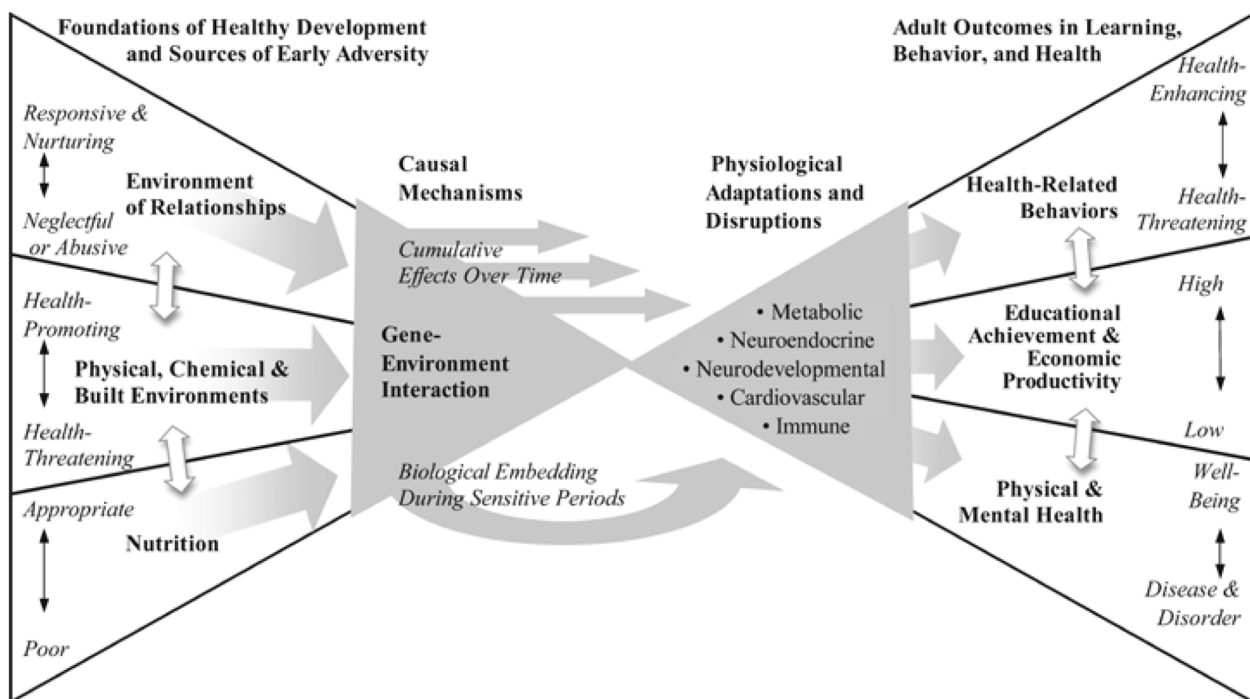 Foundations of Healthy Development
and Sources of Early Adversity
Responsive &
Nurturing
Environment
of Relationships
Neglectful
or Abusive
Health-
Promoting
Physical, Chemical &
Built Environments
Health-
Threatening
Appropriate
Nutrition
Poor
Causal
Mechanisms
Cumulative
Effects Over Time
Gene-
Environment
Interaction
Biological Embedding
During Sensitive Periods
Physiological
Adaptations and
Disruptions
• Metabolic
• Neuroendocrine
• Neurodevelopmental
• Cardiovascular
• Immune
Adult Outcomes in Learning,
Behavior, and Health
Health-
Enhancing
Health-Related
Behaviors
Health-
Threatening
High
Educational
Achievement &
Economic
Productivity
Low
Well-
Being
Physical &
Mental Health
Disease &
Disorder